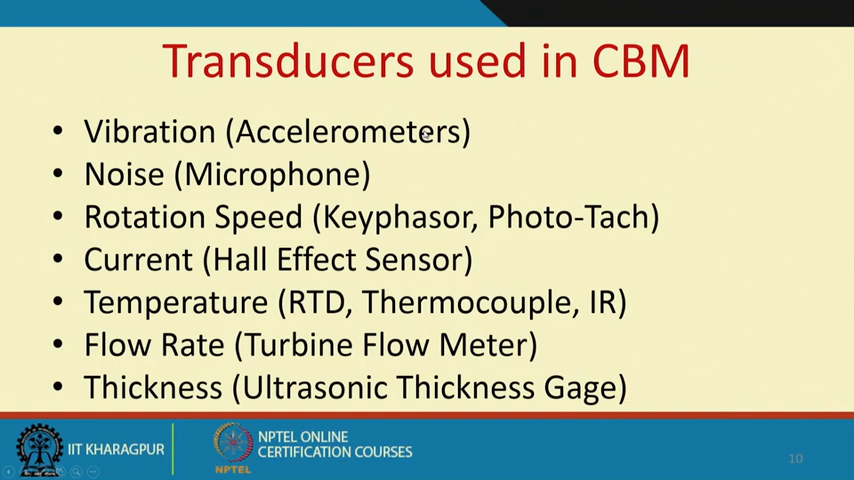 Transducers used in CBM
• Vibration (Accelerometers)
• Noise (Microphone)
• Rotation Speed (Keyphasor, Photo-Tach)
• Current (Hall Effect Sensor)
• Temperature (RTD, Thermocouple, IR)
• Flow Rate (Turbine Flow Meter)
• Thickness (Ultrasonic Thickness Gage)
IIT KHARAGPUR
NPTEL
NPTEL ONLINE
CERTIFICATION COURSES
10